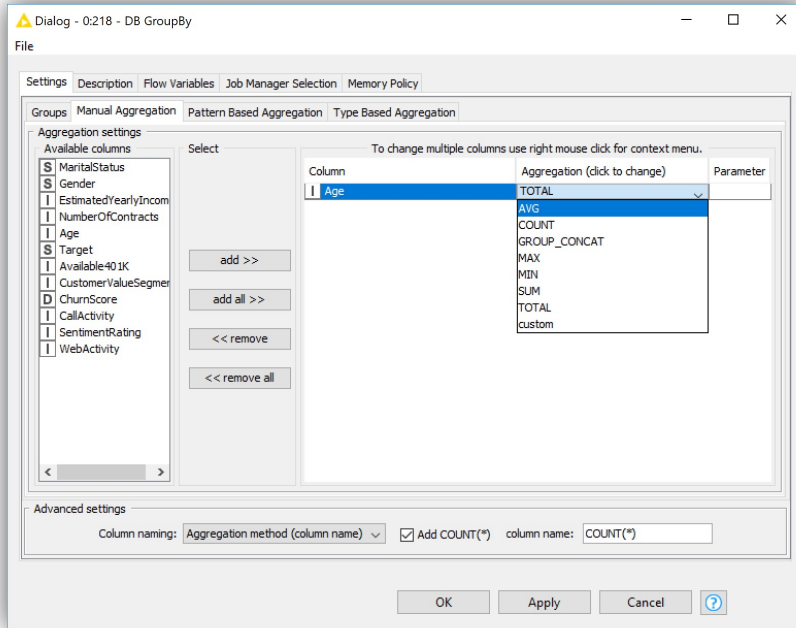 Dialog - 0:218 - DB GroupBy
File
Settings Description Flow Variables Job Manager Selection Memory Policy
Groups Manual Aggregation Pattern Based Aggregation Type Based Aggregation
Aggregation settings
Available columns
S MaritalStatus
S Gender
I EstimatedYearlyIncom
I NumberOfContracts
I Age
S Target
I Available401K
I CustomerValueSegmer
D ChurnScore
I CallActivity
I SentimentRating
I WebActivity
Select
add >>
add all >>
<< remove
<< remove all
To change multiple columns use right mouse click for context menu.
Column Aggregation (click to change) Parameter
I Age TOTAL
AVG
COUNT
GROUP_CONCAT
MAX
MIN
SUM
TOTAL
custom
Advanced settings
Column naming: Aggregation method (column name) Add COUNT(*) column name: COUNT(*)
OK Apply Cancel ?